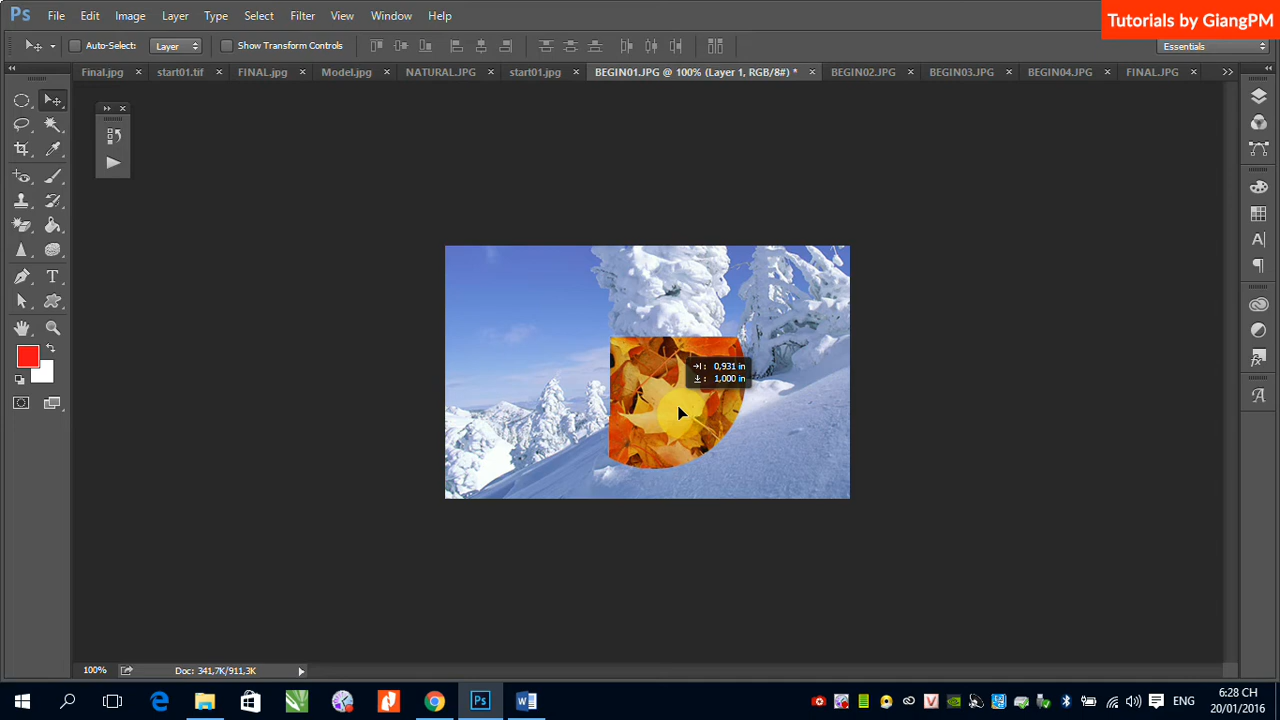 Ps File Edit Image Layer Type Select Filter View Window Help
Tutorials by GiangPM
Auto-Select: Layer Show Transform Controls
Essentials
Final.jpg × start01.tif × FINAL.jpg × Model.jpg × NATURAL.JPG × start01.jpg × BEGIN01.JPG @ 100% (Layer 1, RGB/8#) * × BEGIN02.JPG × BEGIN03.JPG × BEGIN04.JPG × FINAL.JPG ×
0,931 in
1,000 in
100% Doc: 341,7K/911,3K
ENG
6:28 CH
20/01/2016